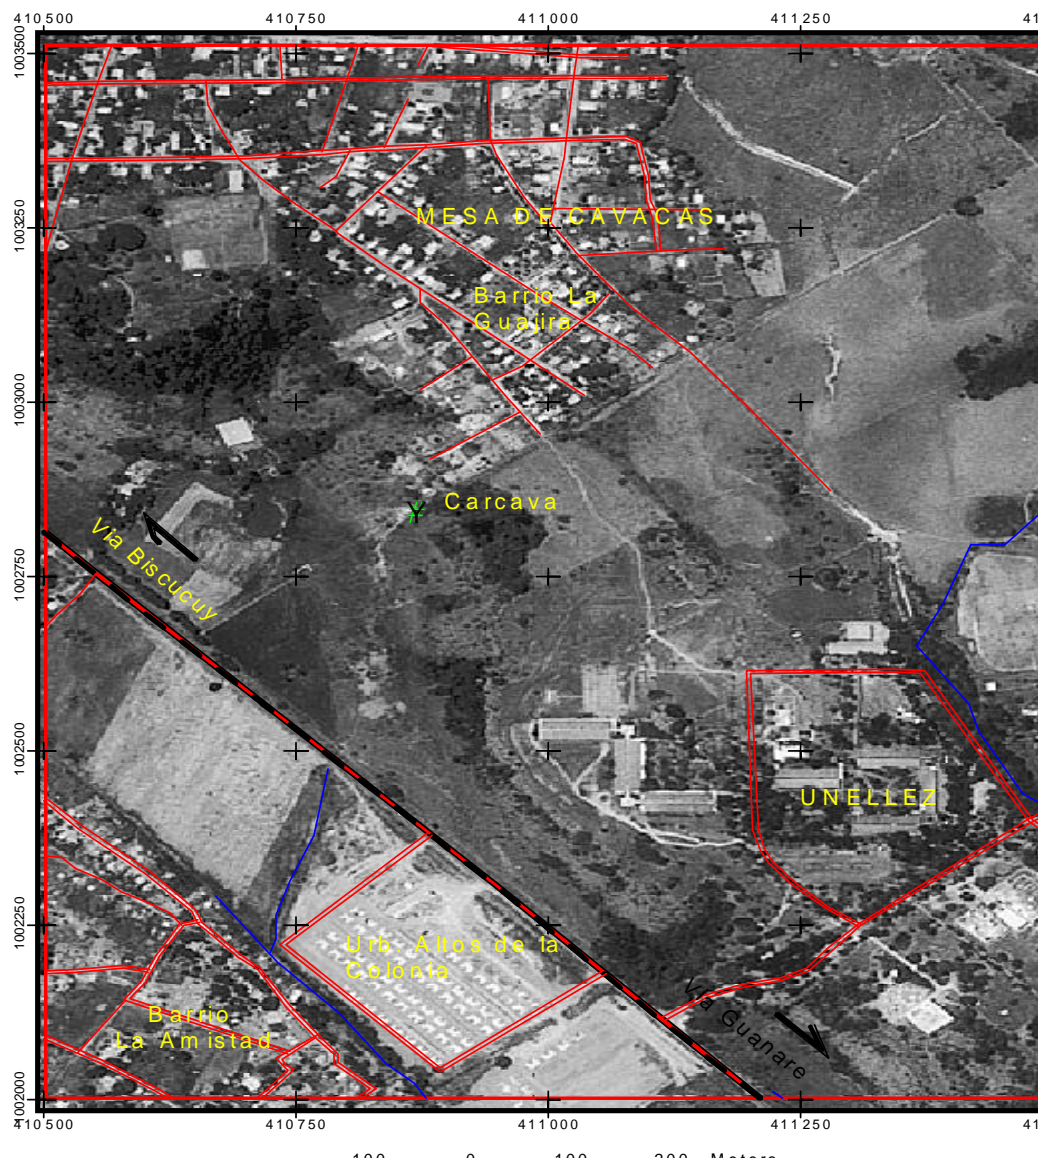 410500 410750 411000 411250 41
1003500
MESA DE CAVACAS
1003250
Barrio La
Guajira
1003000
Carcava
Via Biscucuy
1002750
1002500
UNELLEZ
1002250
Urb. Altos de la
Colonia
Via Guanare
Barrio
La Amistad
1002000
410500 410750 411000 411250 41
100 0 100 200 Meters